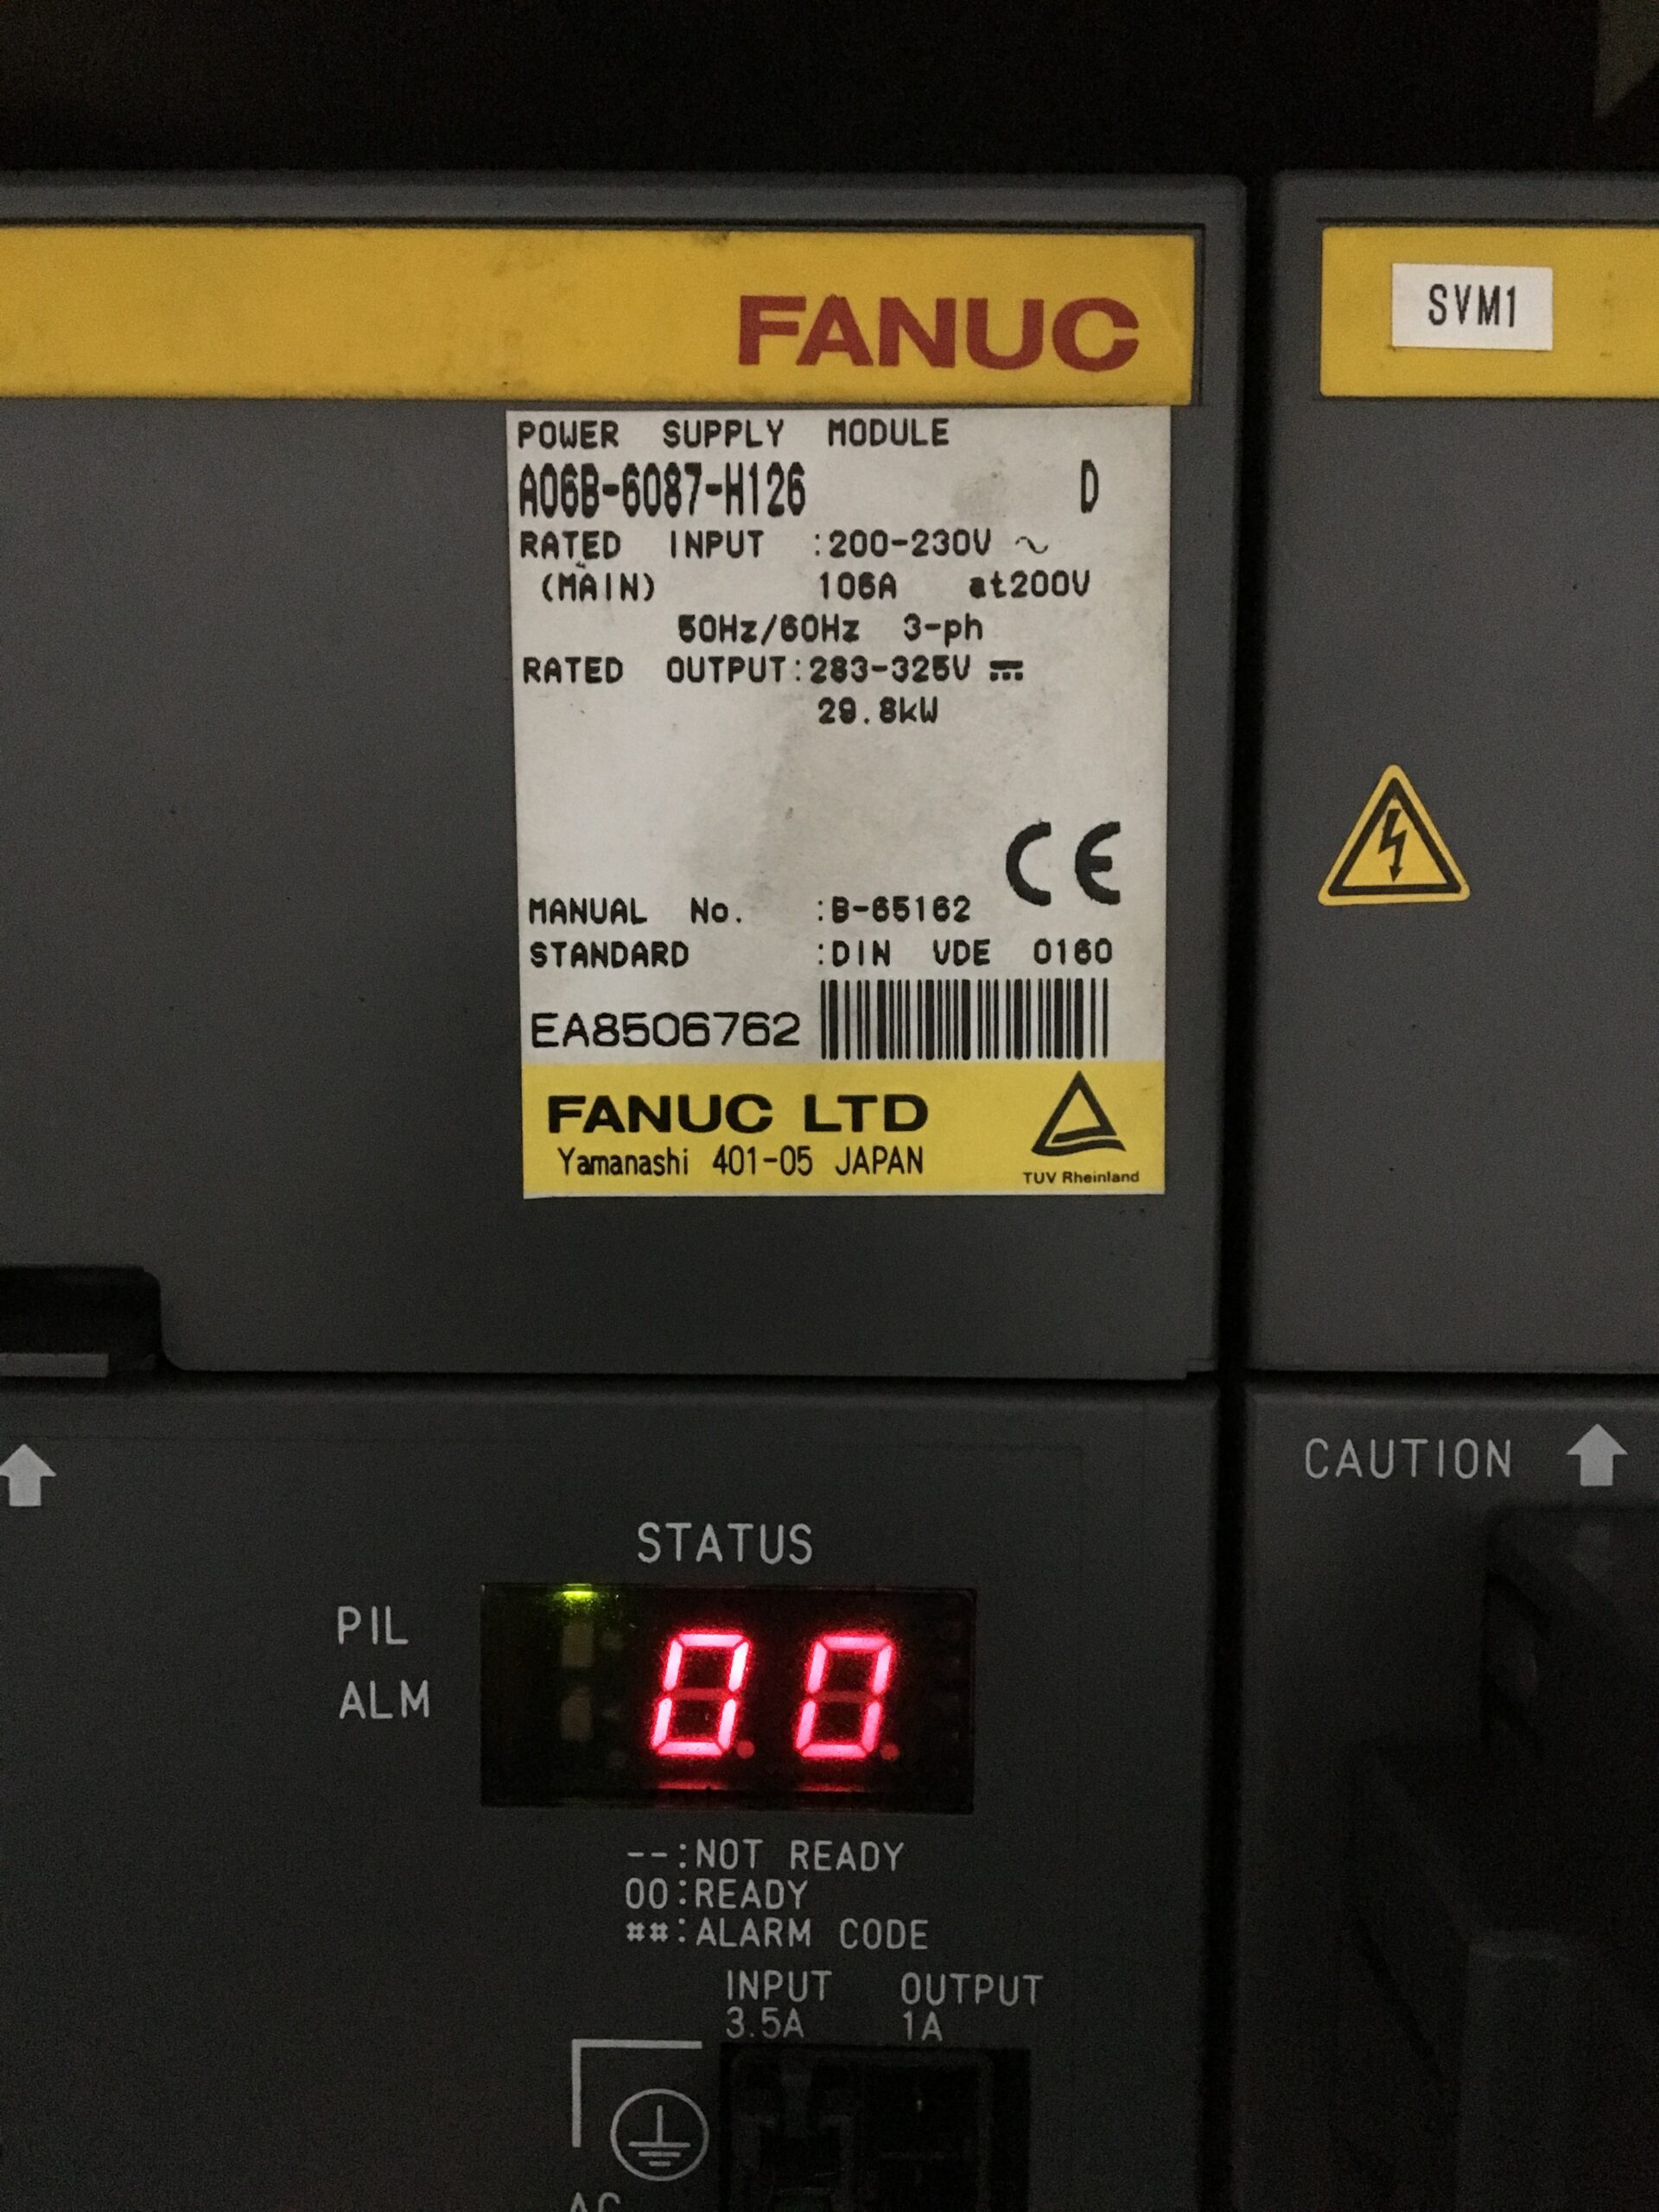 FANUC
SVM1
POWER SUPPLY MODULE
A06B-6087-H126 D
RATED INPUT :200-230V ~
(MAIN) 106A at200V
50Hz/60Hz 3-ph
RATED OUTPUT:283-325V
29.8kW
CE
MANUAL No. :B-65162
STANDARD :DIN VDE 0160
EA8506762
FANUC LTD
Yamanashi 401-05 JAPAN
TUV Rheinland
CAUTION
STATUS
PIL
ALM
00
--:NOT READY
00:READY
##:ALARM CODE
INPUT OUTPUT
3.5A 1A